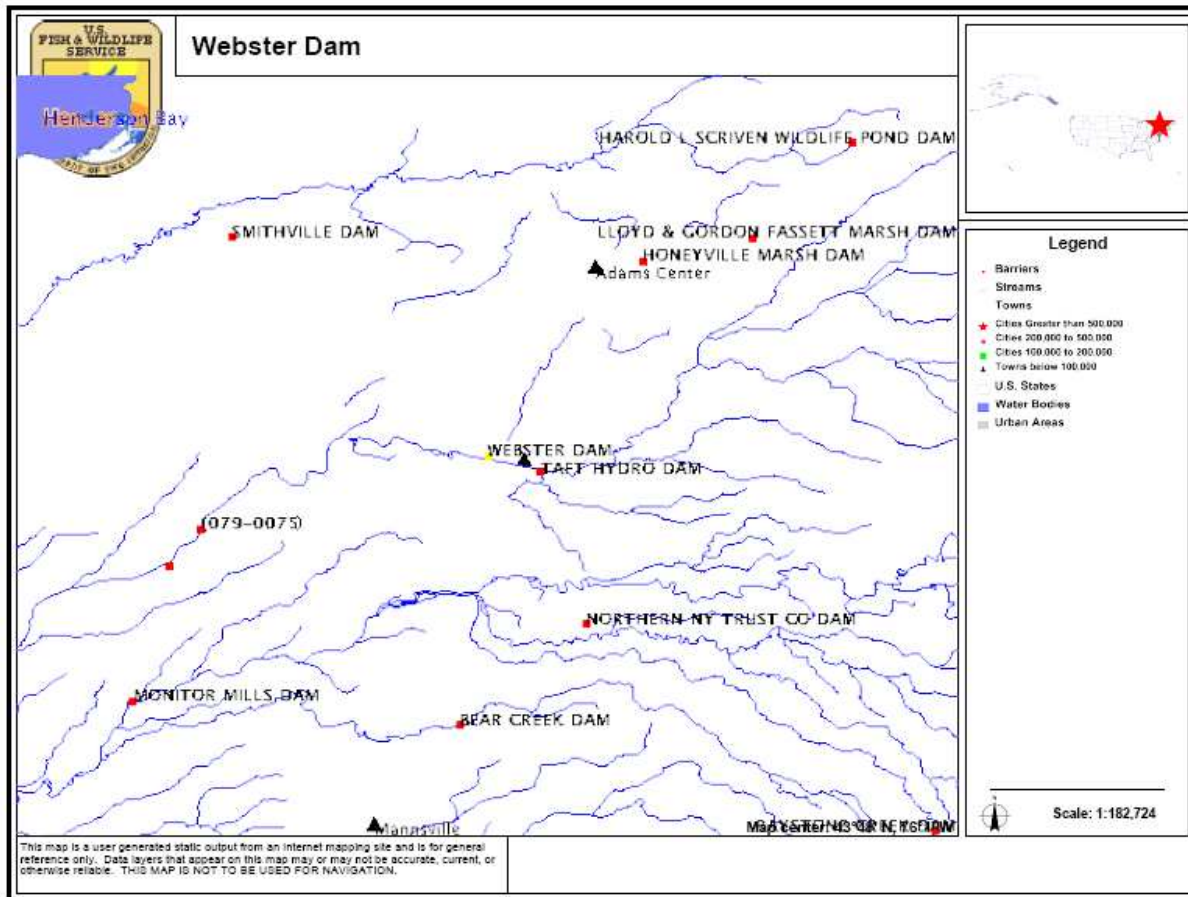 U.S.
FISH & WILDLIFE
SERVICE
Webster Dam
Henderson Bay
HAROLD L SCRIVEN WILDLIFE POND DAM
SMITHVILLE DAM
LLOYD & GORDON FASSETT MARSH DAM
HONEYVILLE MARSH DAM
Adams Center
WEBSTER DAM
TAFT HYDRO DAM
(079-0075)
NORTHERN NY TRUST CO DAM
MONITOR MILLS DAM
BEAR CREEK DAM
Mannsville
Map center:
Legend
Barriers
Streams
Towns
Cities Greater than 500,000
Cities 200,000 to 500,000
Cities 100,000 to 200,000
Towns below 100,000
U.S. States
Water Bodies
Urban Areas
Scale: 1:182,724
This map is a user generated static output from an Internet mapping site and is for general
reference only. Data layers that appear on this map may or may not be accurate, current, or
otherwise reliable. THIS MAP IS NOT TO BE USED FOR NAVIGATION.